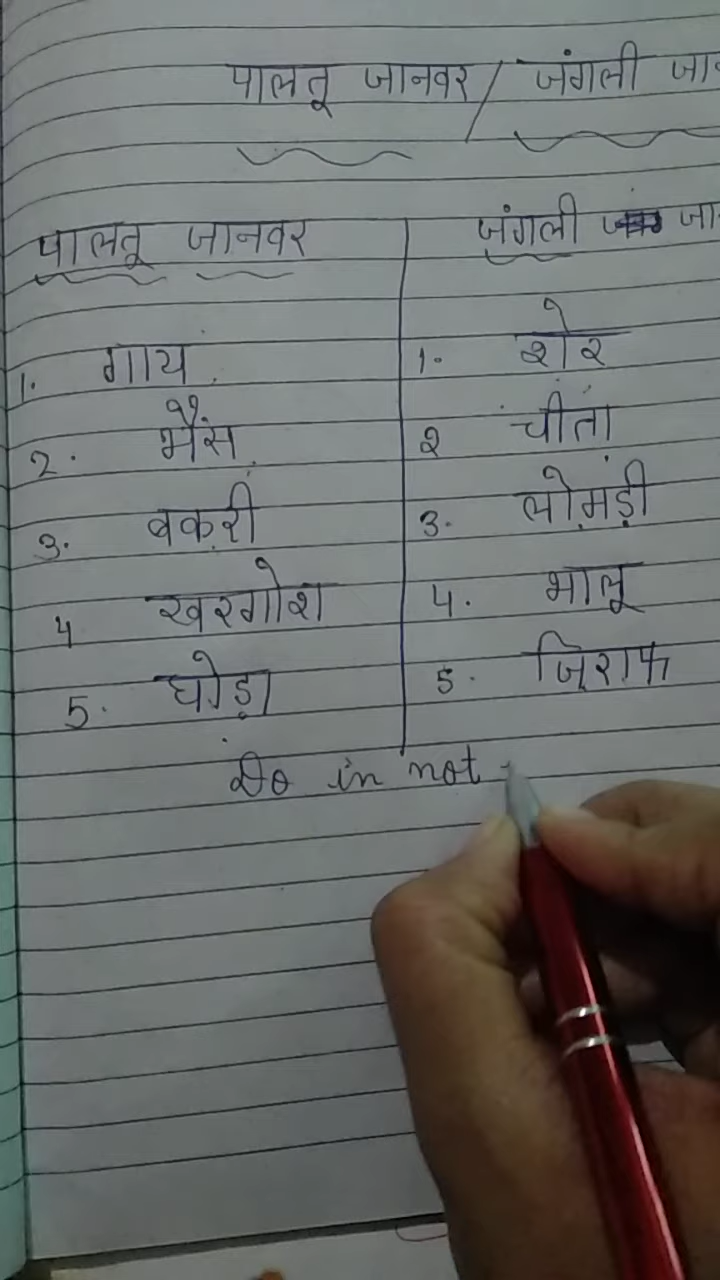 पालतू जानवर / जंगली
पालतू जानवर जंगली
1. गाय 1. शेर
2. भैंस 2 चीता
3. बकरी 3. लोमड़ी
4 खरगोश 4. भालू
5. घोड़ा 5. जिराफ
Do in not